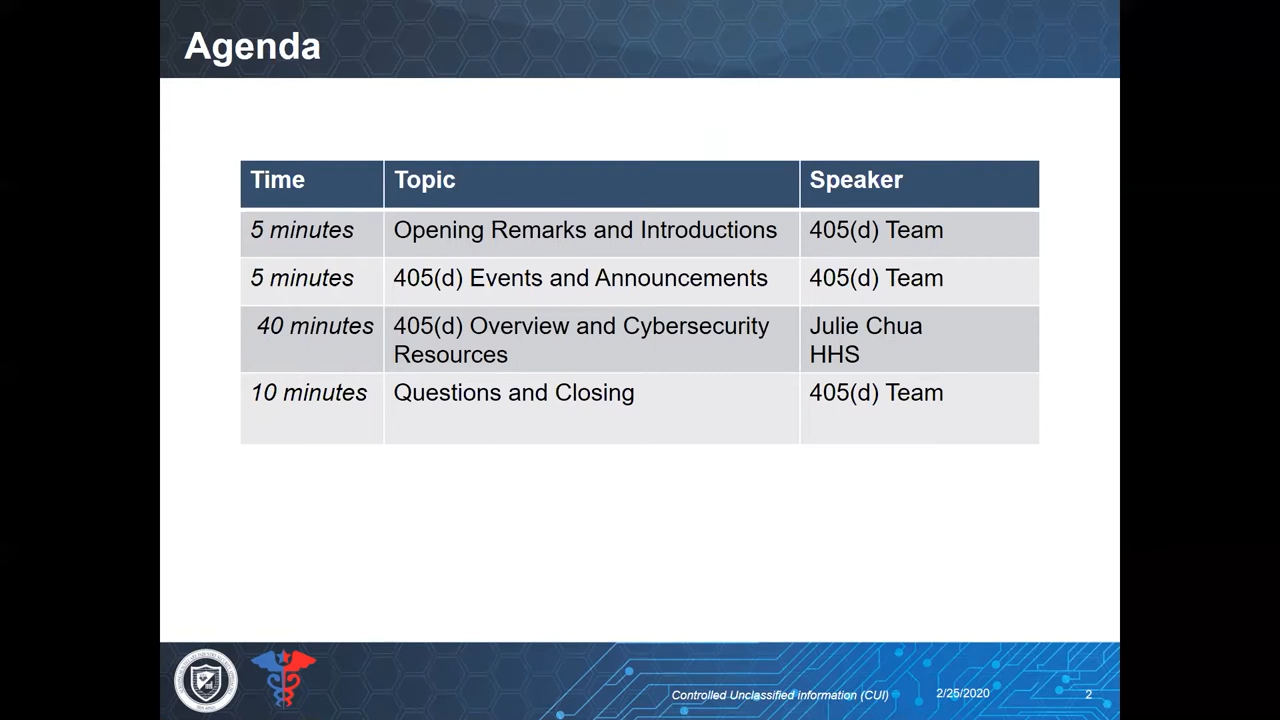 Agenda
Time Topic Speaker
5 minutes Opening Remarks and Introductions 405(d) Team
5 minutes 405(d) Events and Announcements 405(d) Team
40 minutes 405(d) Overview and Cybersecurity Julie Chua
Resources HHS
10 minutes Questions and Closing 405(d) Team
Controlled Unclassified information (CUI) 2/25/2020 2